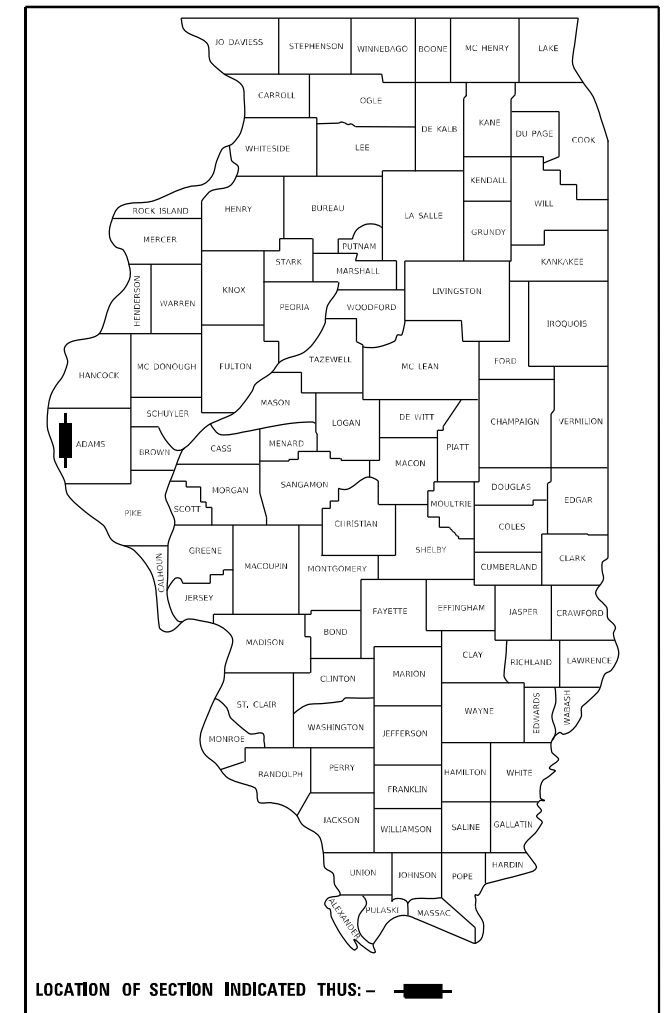 JO DAVIESS STEPHENSON WINNEBAGO BOONE MC HENRY LAKE
CARROLL OGLE
DE KALB KANE DU PAGE COOK
WHITESIDE LEE
KENDALL
ROCK ISLAND HENRY BUREAU LA SALLE WILL
MERCER PUTNAM GRUNDY
STARK MARSHALL KANKAKEE
HENDERSON WARREN KNOX PEORIA WOODFORD LIVINGSTON
IROQUOIS
HANCOCK MC DONOUGH FULTON TAZEWELL MC LEAN FORD
MASON
SCHUYLER LOGAN DE WITT CHAMPAIGN VERMILION
ADAMS BROWN CASS MENARD MACON PIATT
MORGAN SANGAMON DOUGLAS EDGAR
PIKE SCOTT CHRISTIAN MOULTRIE COLES
GREENE SHELBY CLARK
CALHOUN MACOUPIN MONTGOMERY CUMBERLAND
JERSEY FAYETTE EFFINGHAM JASPER CRAWFORD
MADISON BOND
CLAY RICHLAND LAWRENCE
CLINTON MARION
ST. CLAIR WAYNE EDWARDS WABASH
MONROE WASHINGTON JEFFERSON
RANDOLPH PERRY HAMILTON WHITE
FRANKLIN
JACKSON WILLIAMSON SALINE GALLATIN
UNION JOHNSON POPE HARDIN
ALEXANDER PULASKI MASSAC
LOCATION OF SECTION INDICATED THUS: –